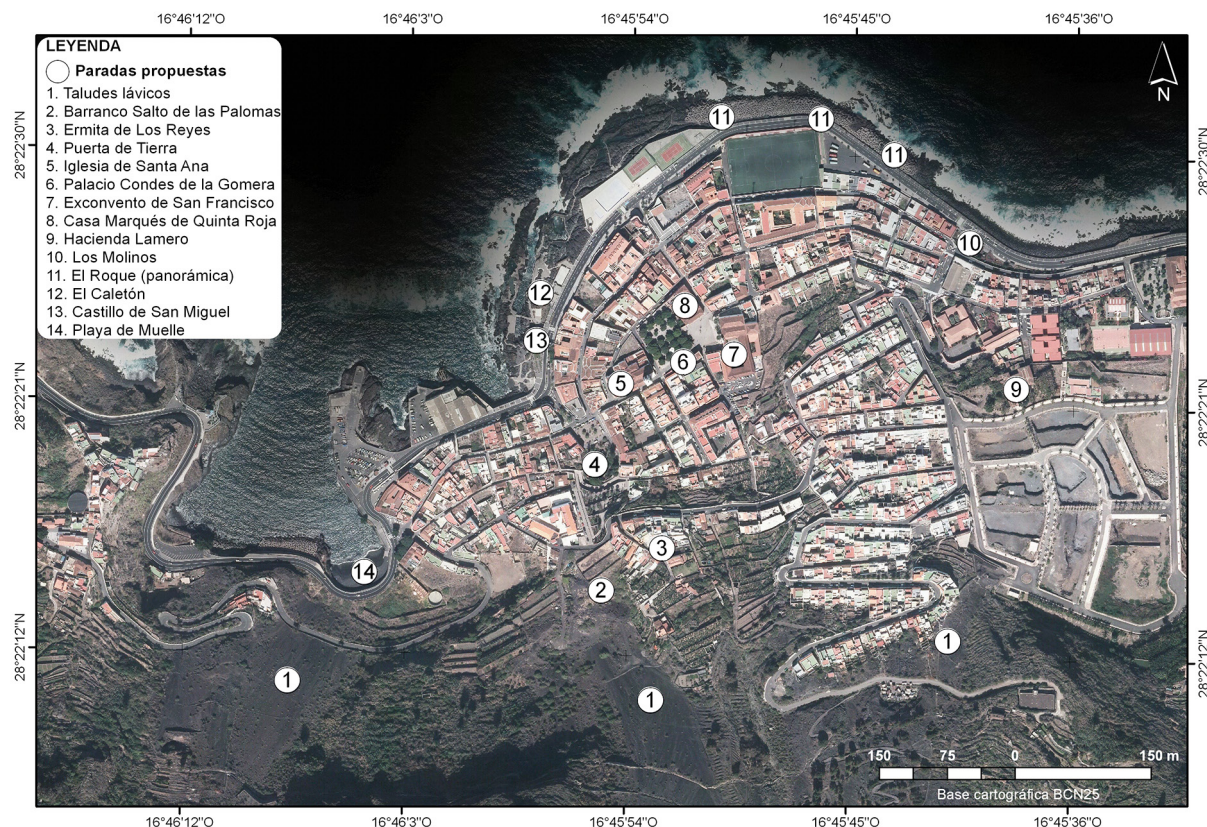 16°46'12"O 16°46'3"O 16°45'54"O 16°45'45"O 16°45'36"O
LEYENDA
Paradas propuestas
1. Taludes lávicos
2. Barranco Salto de las Palomas
3. Ermita de Los Reyes
4. Puerta de Tierra
5. Iglesia de Santa Ana
6. Palacio Condes de la Gomera
7. Exconvento de San Francisco
8. Casa Marqués de Quinta Roja
9. Hacienda Lamero
10. Los Molinos
11. El Roque (panorámica)
12. El Caletón
13. Castillo de San Miguel
14. Playa de Muelle
N
28°22'30"N
28°22'30"N
11
11
11
10
12
8
13
7
6
5
9
28°22'21"N
28°22'21"N
4
3
14
2
28°22'12"N
28°22'12"N
1
1
1
150 75 0 150 m
Base cartográfica BCN25
16°46'12"O 16°46'3"O 16°45'54"O 16°45'45"O 16°45'36"O